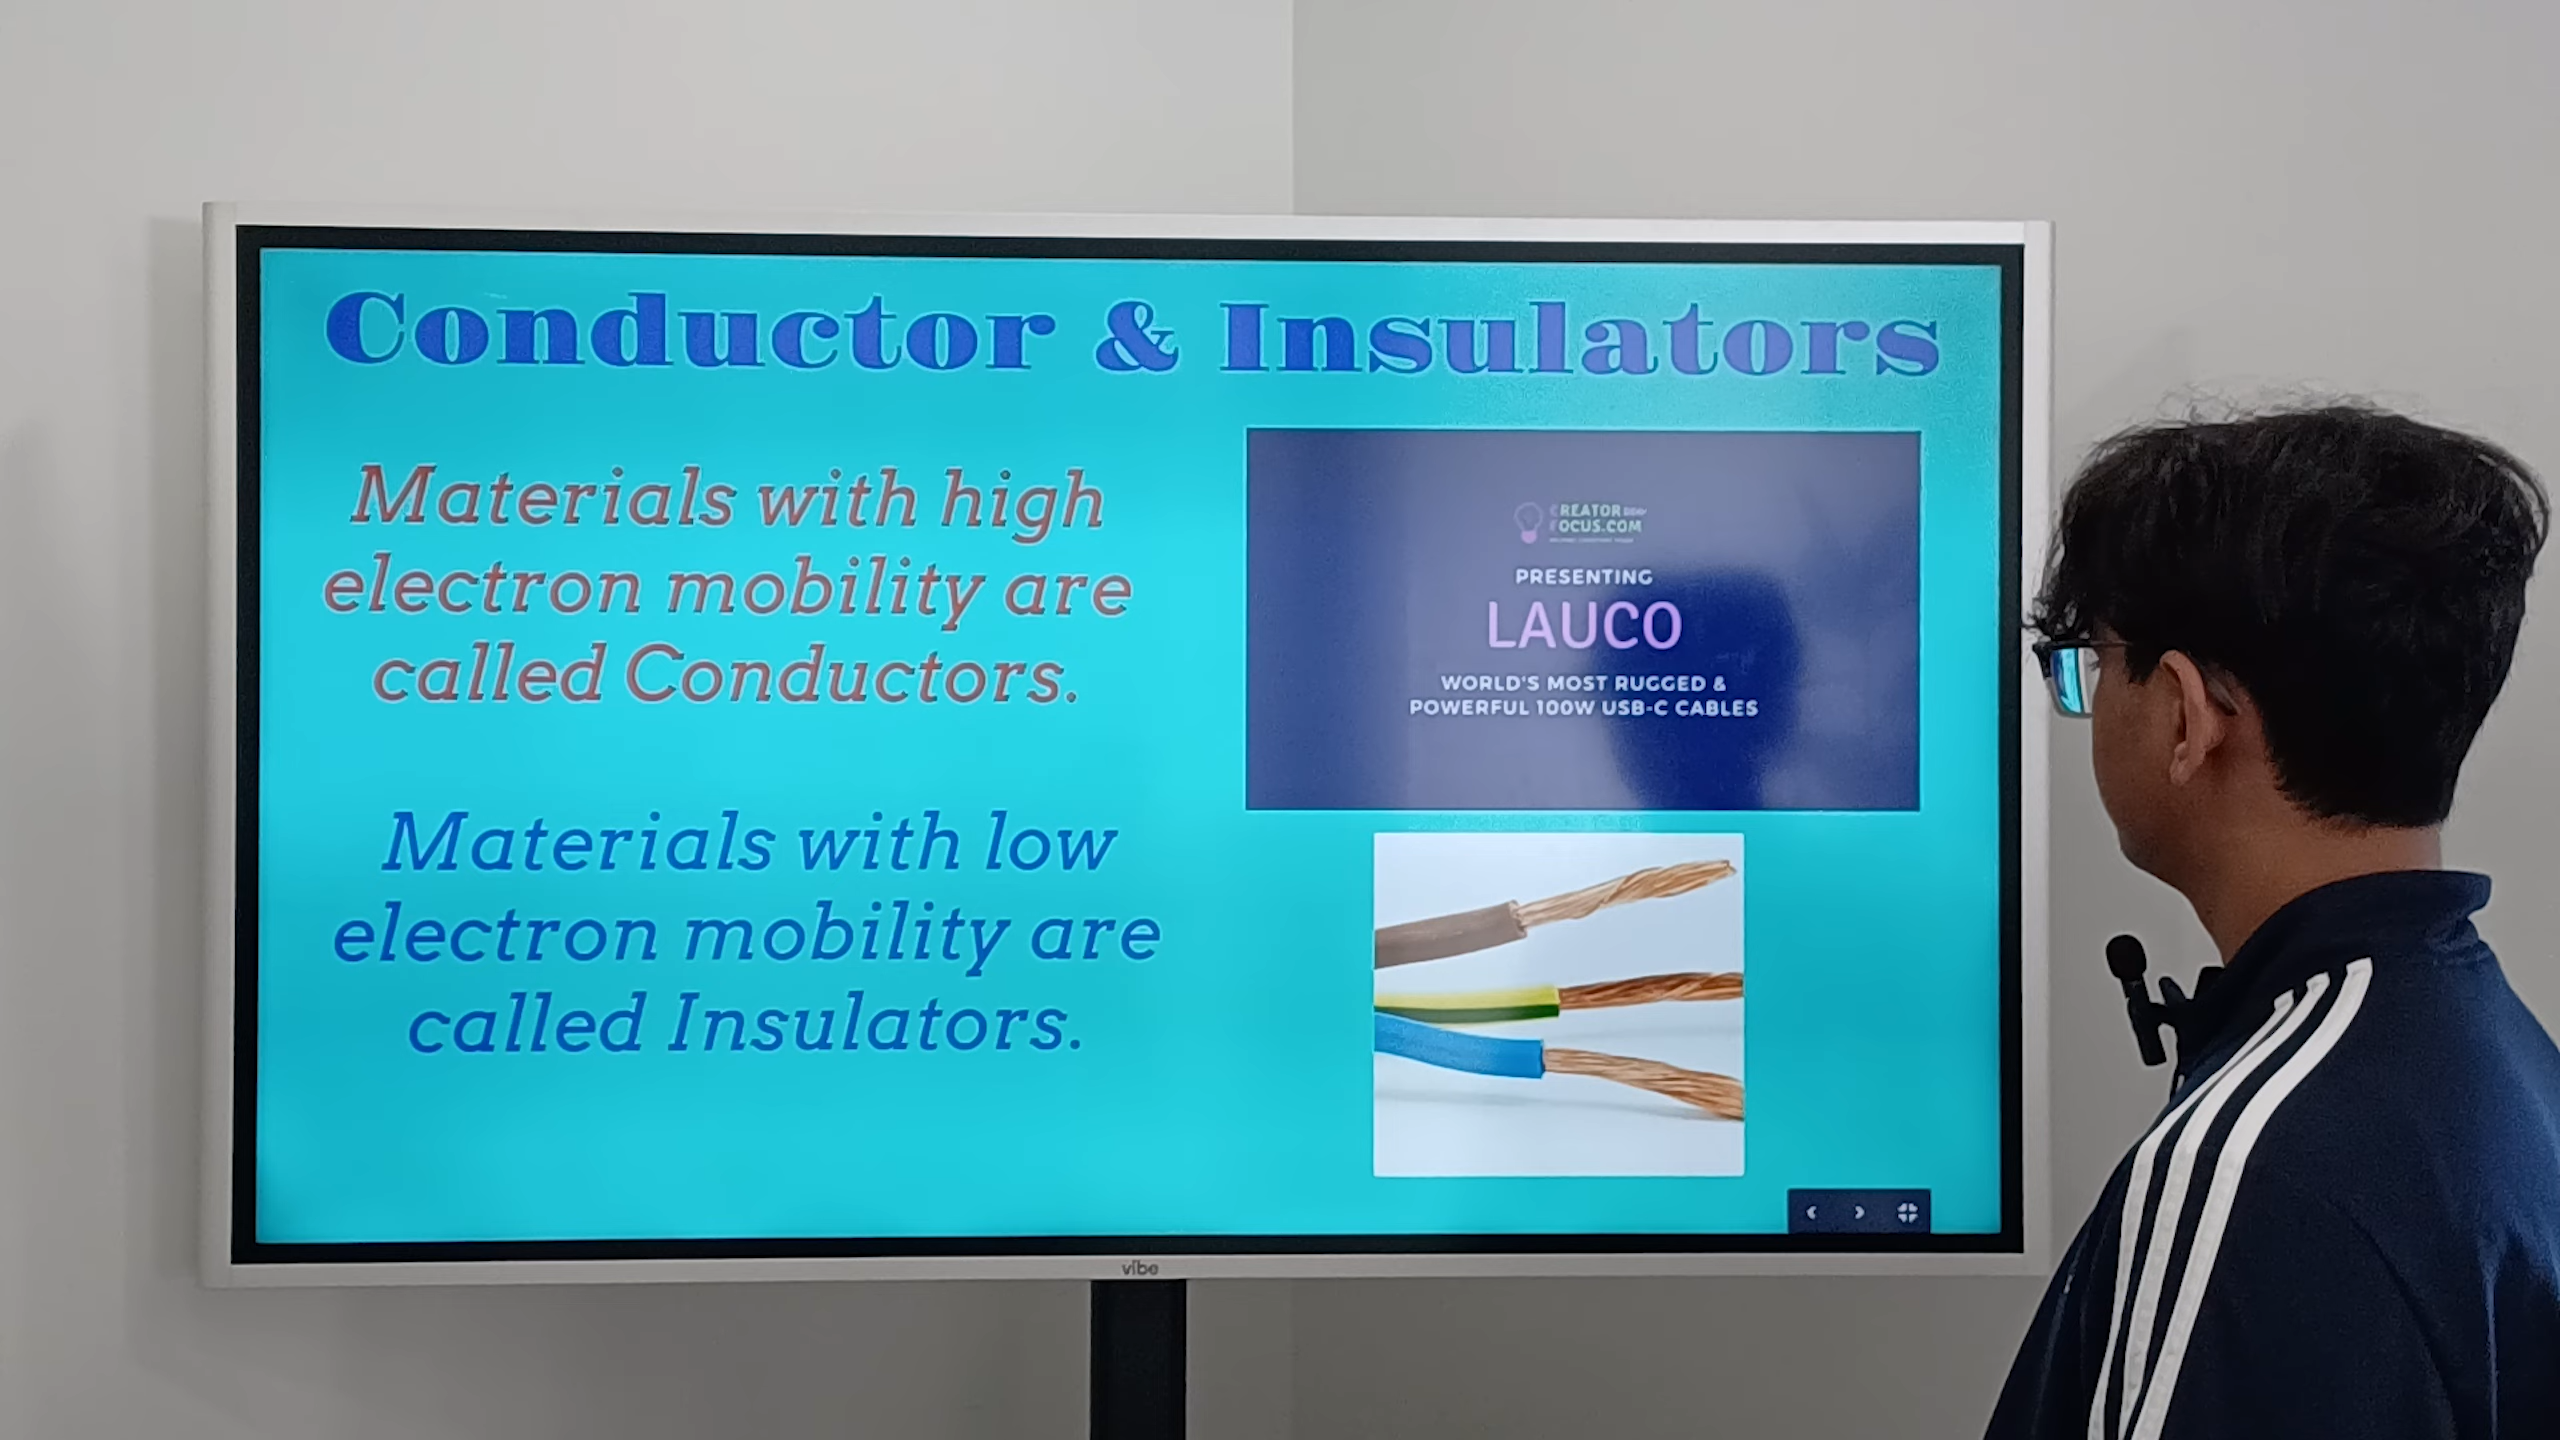 Conductor & Insulators
Materials with high
electron mobility are
called Conductors.
Materials with low
electron mobility are
called Insulators.
CREATOR
FOCUS.COM
PRESENTING
LAUCO
WORLD'S MOST RUGGED &
POWERFUL 100W USB-C CABLES
vibe